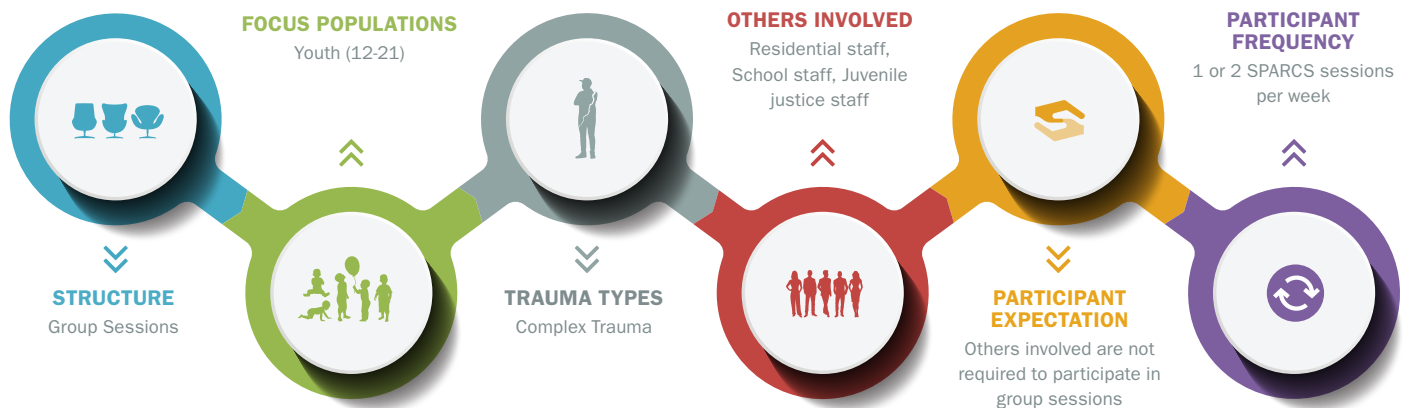 STRUCTURE
Group Sessions
FOCUS POPULATIONS
Youth (12-21)
TRAUMA TYPES
Complex Trauma
OTHERS INVOLVED
Residential staff,
School staff, Juvenile
justice staff
PARTICIPANT
EXPECTATION
Others involved are not
required to participate in
group sessions
PARTICIPANT
FREQUENCY
1 or 2 SPARCS sessions
per week